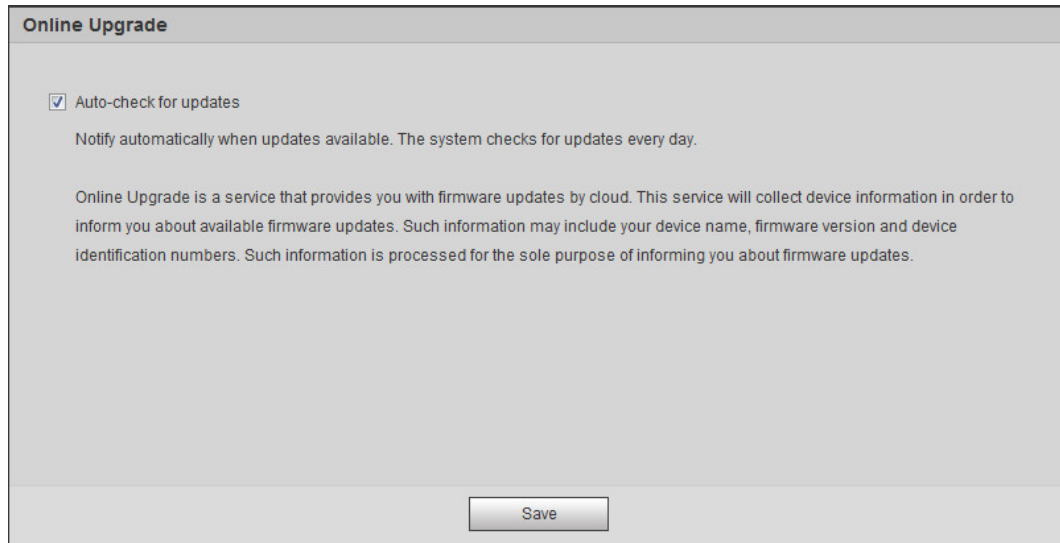 Online Upgrade
Auto-check for updates
Notify automatically when updates available. The system checks for updates every day.
Online Upgrade is a service that provides you with firmware updates by cloud. This service will collect device information in order to
inform you about available firmware updates. Such information may include your device name, firmware version and device
identification numbers. Such information is processed for the sole purpose of informing you about firmware updates.
Save